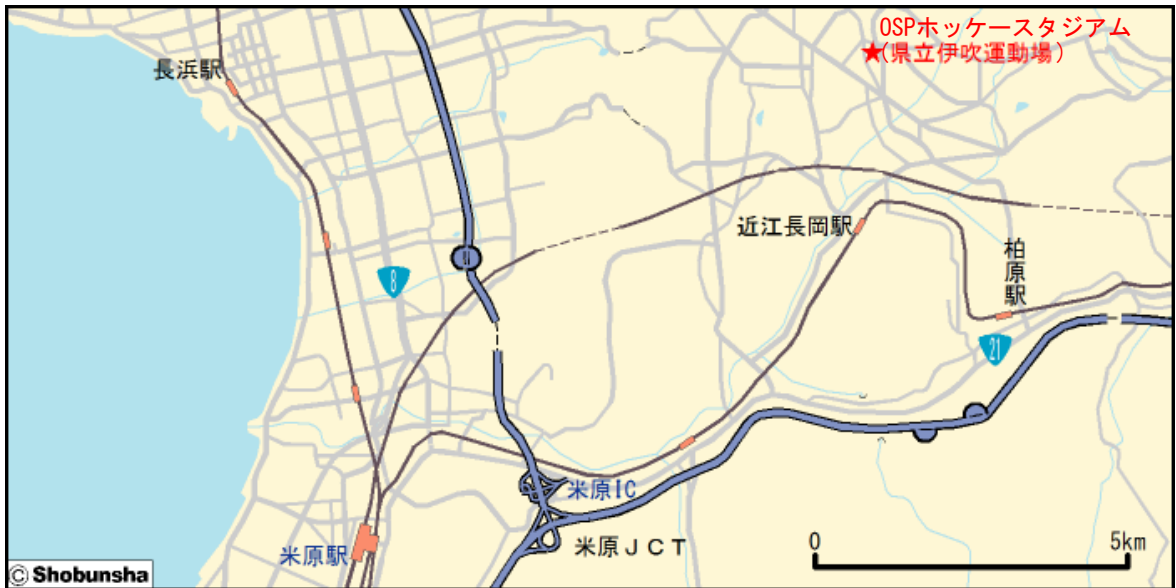 OSPホッケースタジアム
★(県立伊吹運動場)
長浜駅
近江長岡駅
柏原駅
8
21
米原IC
米原JCT
米原駅
0
5km
© Shobunsha